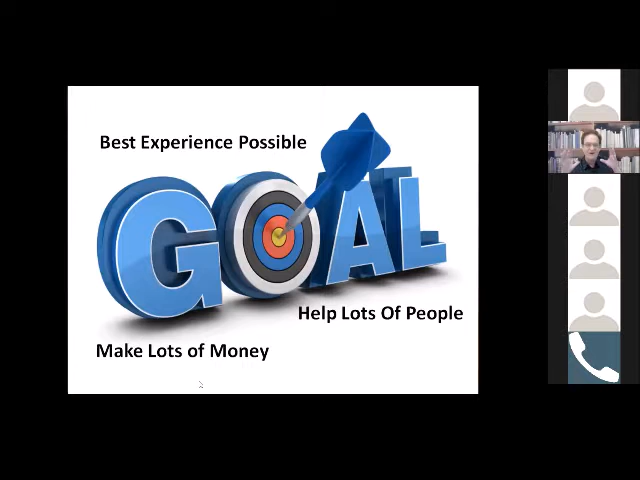 Best Experience Possible
GOAL
Help Lots Of People
Make Lots of Money